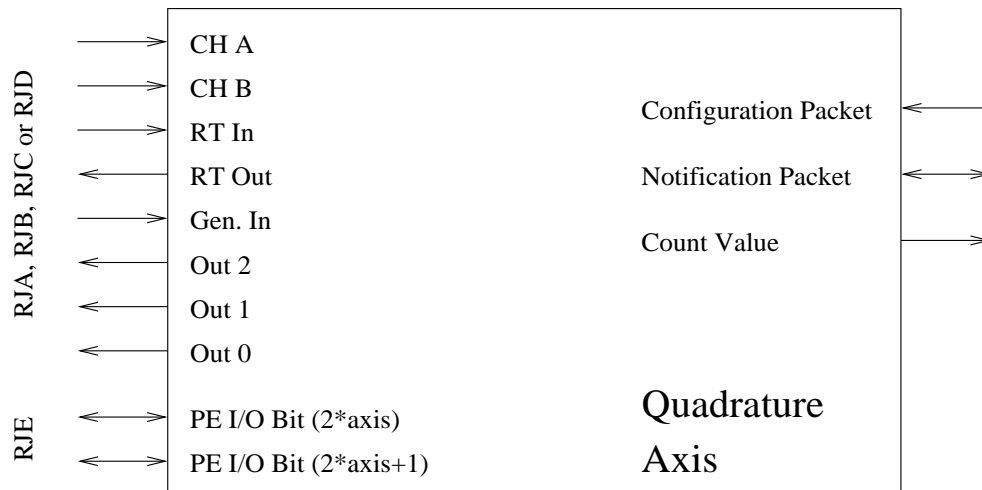 RJA, RJB, RJC or RJD
RJE
CH A
CH B
RT In
RT Out
Gen. In
Out 2
Out 1
Out 0
PE I/O Bit (2*axis)
PE I/O Bit (2*axis+1)
Configuration Packet
Notification Packet
Count Value
Quadrature
Axis